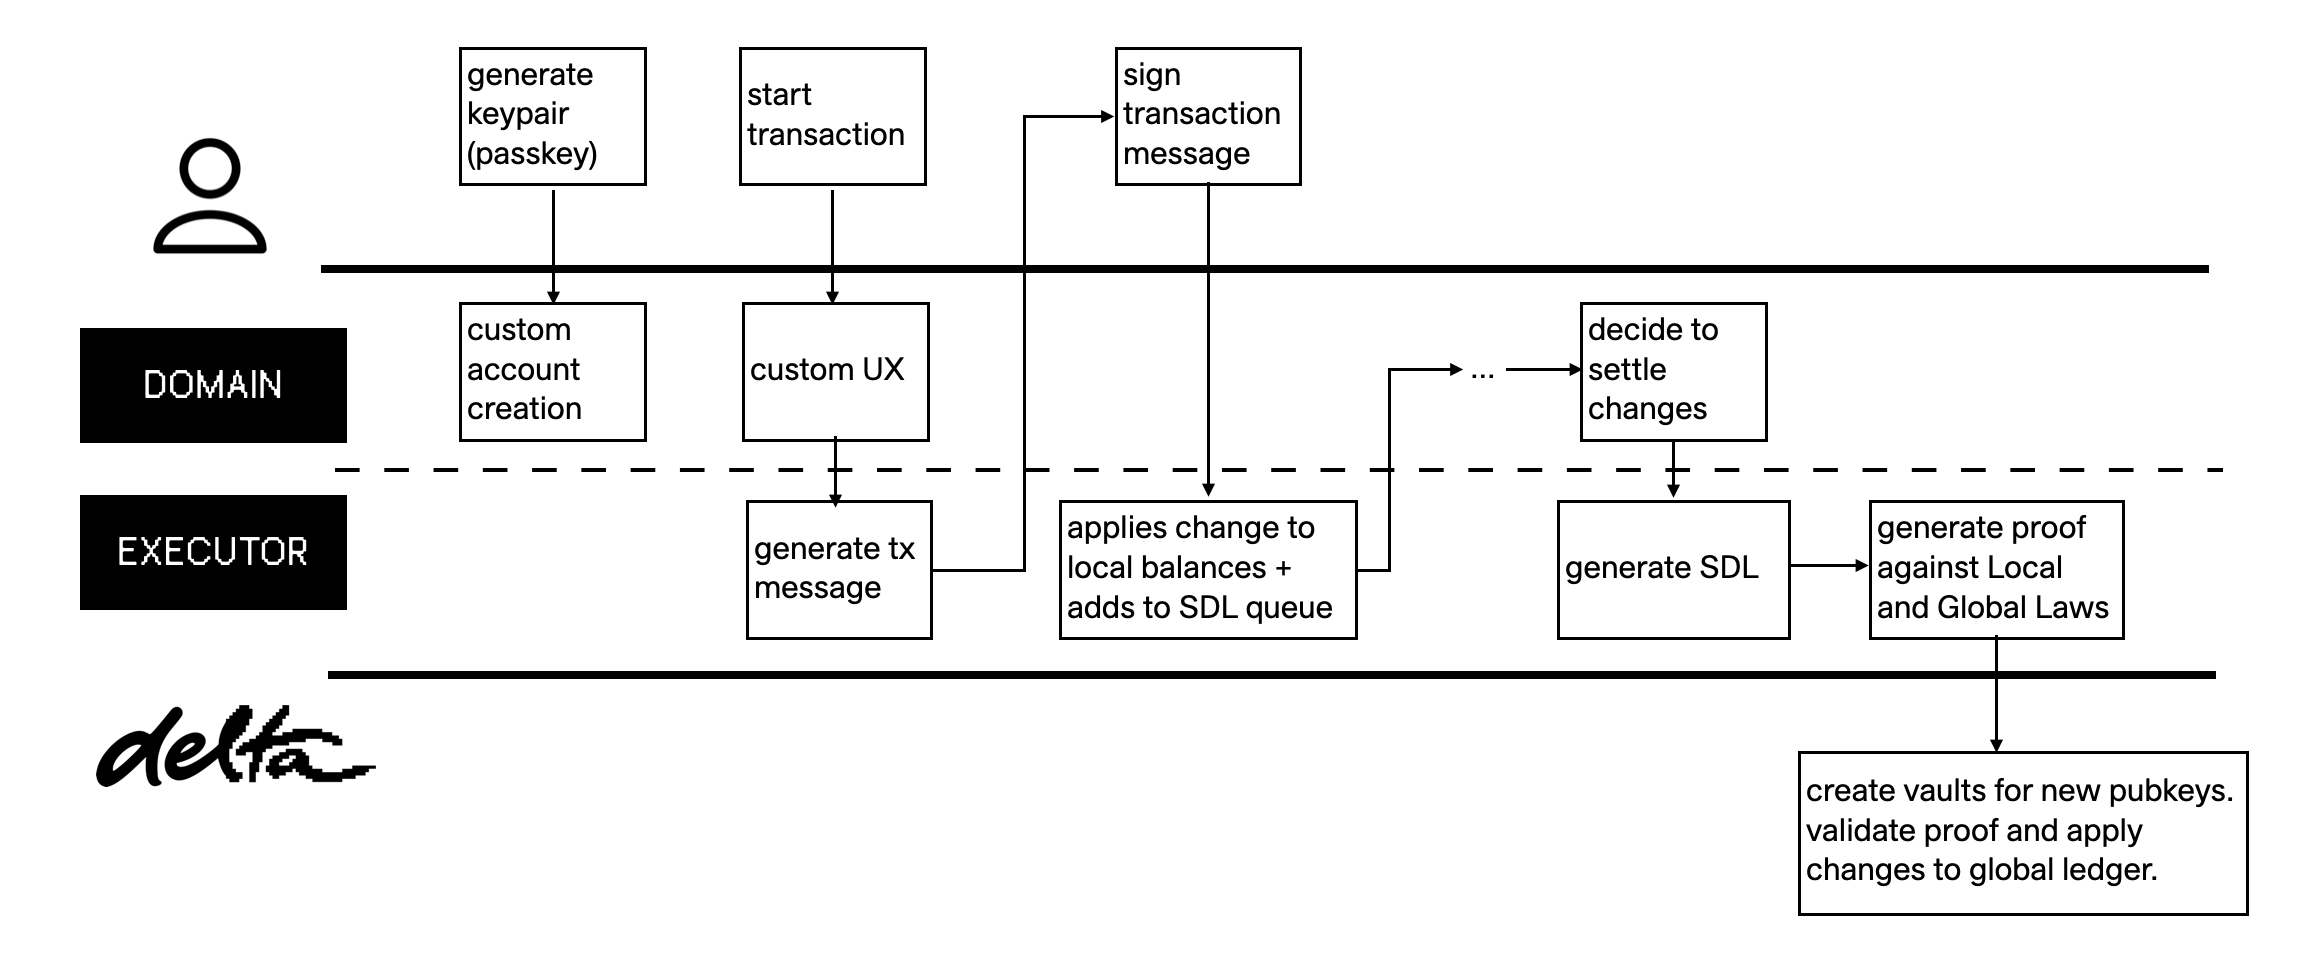 generate
keypair
(passkey)
start
transaction
sign
transaction
message
DOMAIN
custom
account
creation
custom UX
...
decide to
settle
changes
EXECUTOR
generate tx
message
applies change to
local balances +
adds to SDL queue
generate SDL
generate proof
against Local
and Global Laws
delta
create vaults for new pubkeys.
validate proof and apply
changes to global ledger.